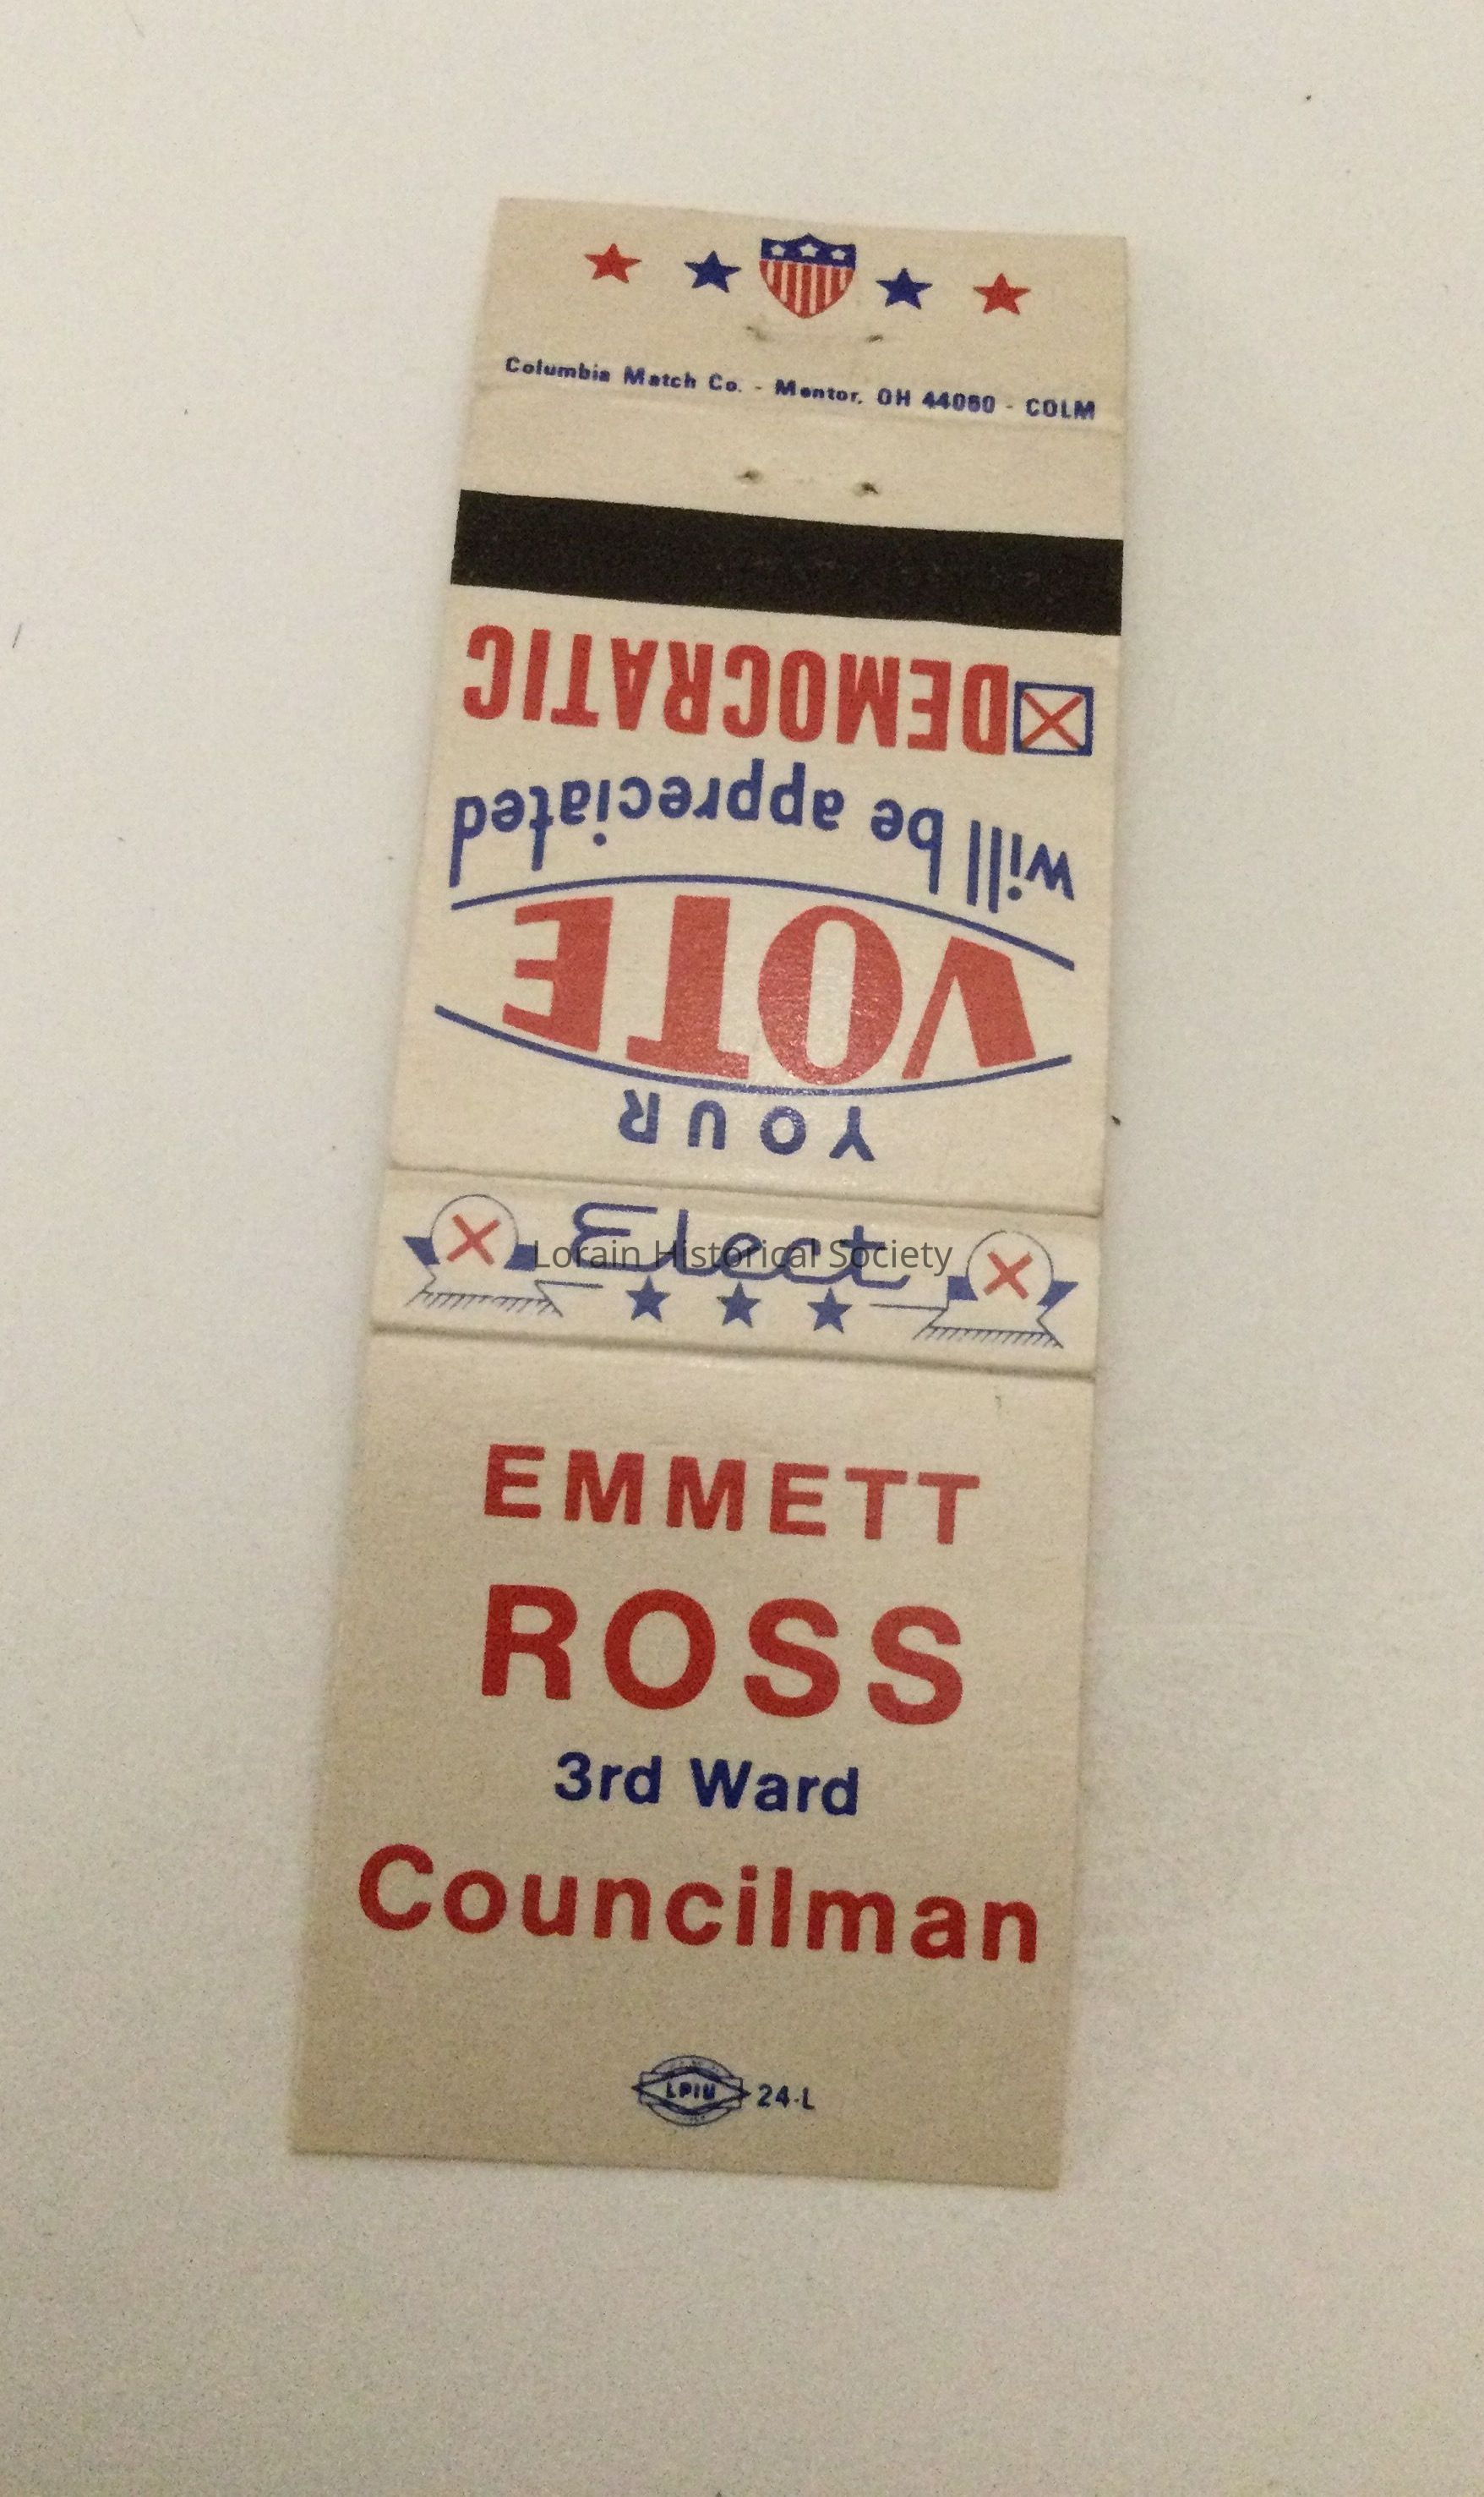 Columbia Match Co. - Mentor, OH 44060 - COLM
YOUR
VOTE
will be appreciated
DEMOCRATIC
Elect
Lorain Historical Society
EMMETT
ROSS
3rd Ward
Councilman
LPIU 24-L